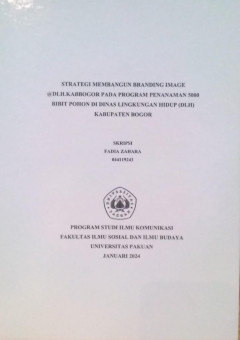 STRATEGI MEMBANGUN BRANDING IMAGE
@DLH.KABBOGOR PADA PROGRAM PENANAMAN 5000
BIBIT POHON DI DINAS LINGKUNGAN HIDUP (DLH)
KABUPATEN BOGOR
SKRIPSI
FADIA ZAHARA
044119243
PROGRAM STUDI ILMU KOMUNIKASI
FAKULTAS ILMU SOSIAL DAN ILMU BUDAYA
UNIVERSITAS PAKUAN
JANUARI 2024